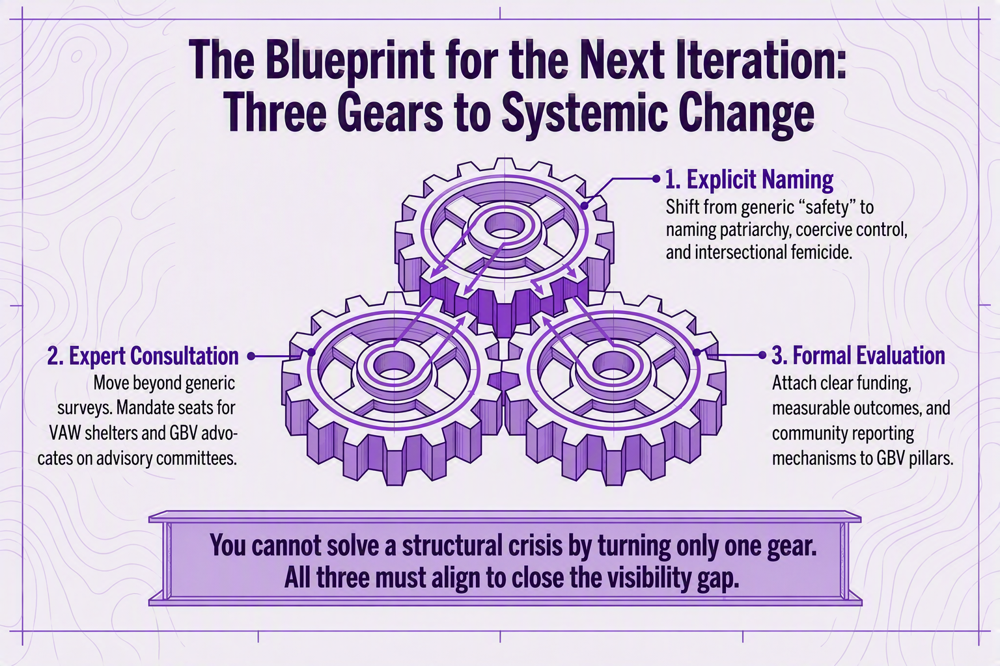 The Blueprint for the Next Iteration:
Three Gears to Systemic Change
1. Explicit Naming
Shift from generic “safety” to
naming patriarchy, coercive control,
and intersectional femicide.
2. Expert Consultation
Move beyond generic
surveys. Mandate seats for
VAW shelters and GBV advo-
cates on advisory committees.
3. Formal Evaluation
Attach clear funding,
measurable outcomes, and
community reporting
mechanisms to GBV pillars.
You cannot solve a structural crisis by turning only one gear.
All three must align to close the visibility gap.